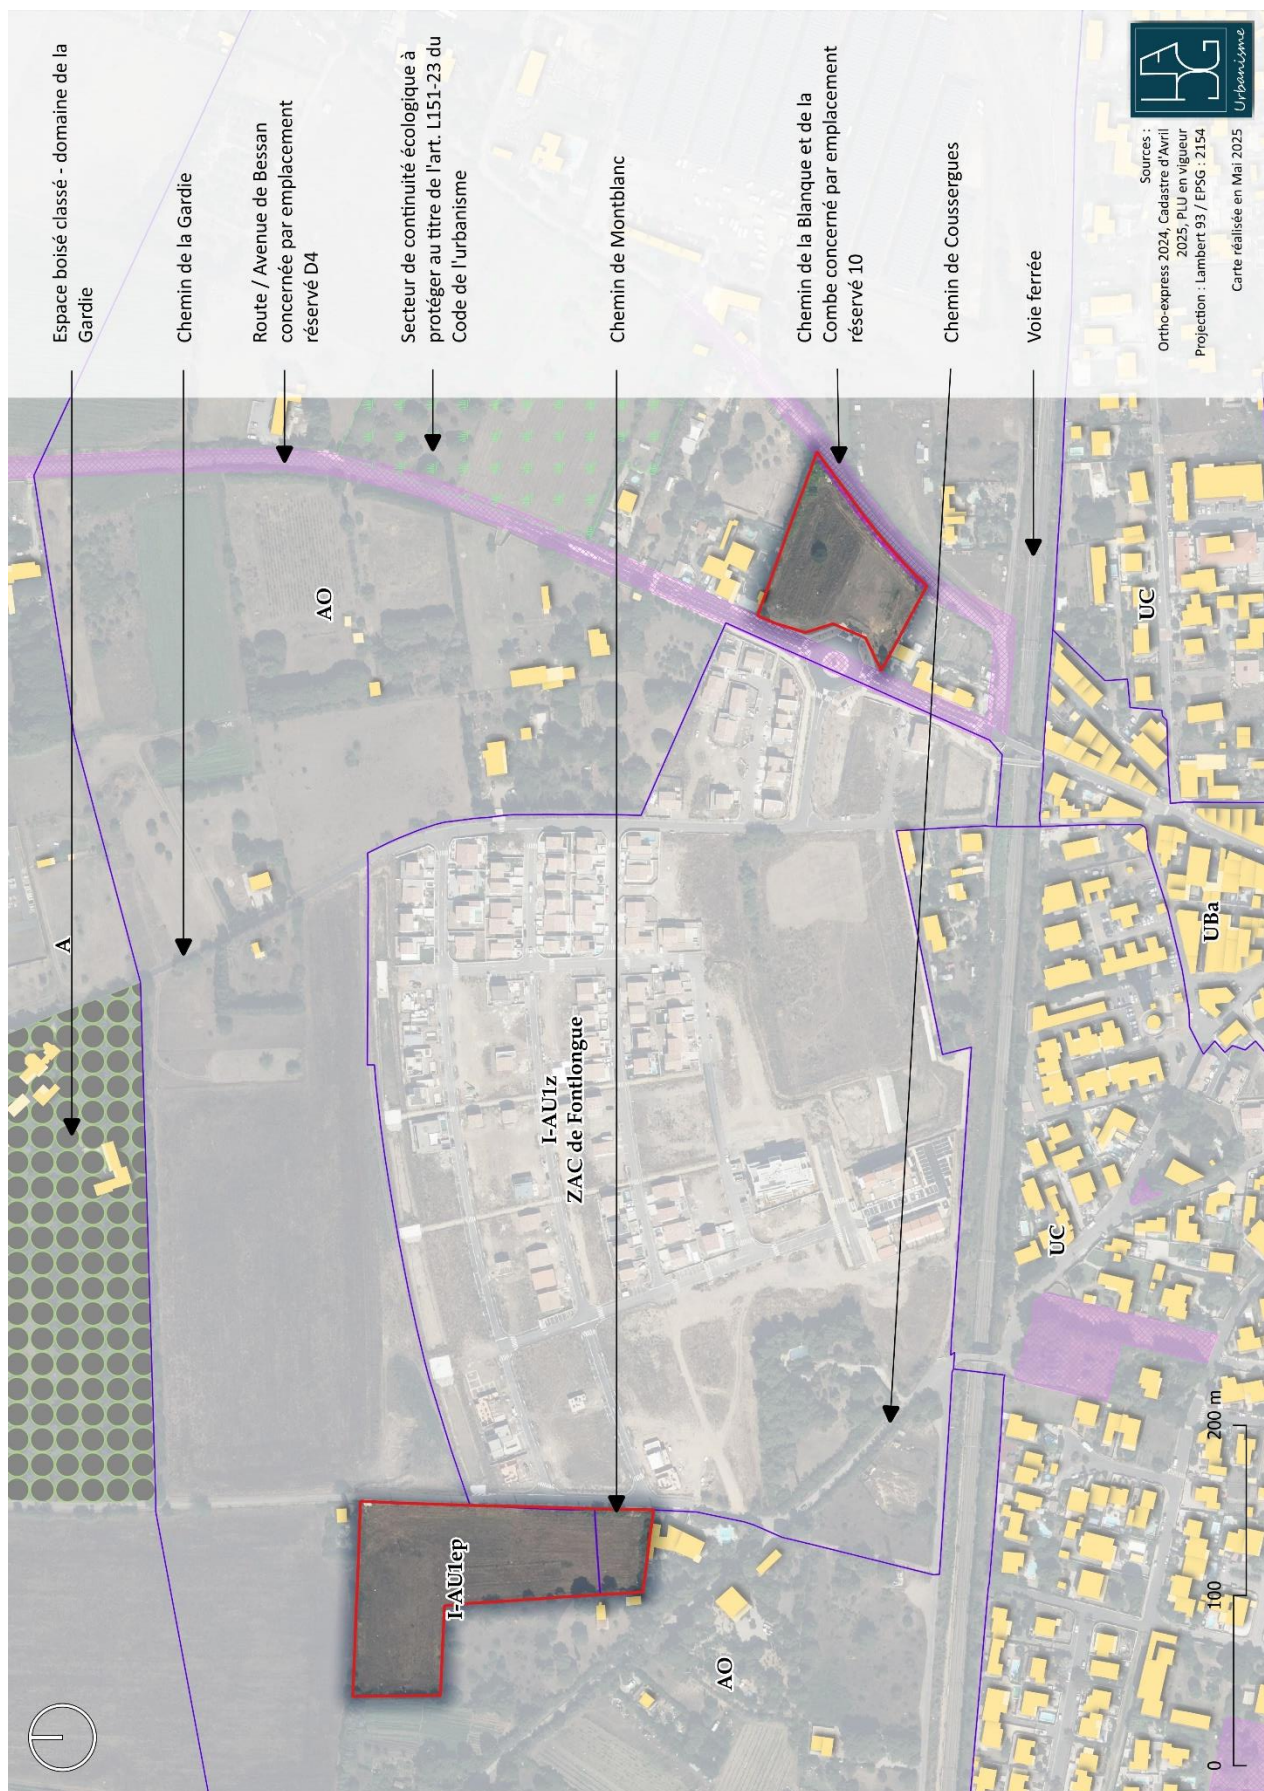 Espace boisé classé - domaine de la
Gardie
Chemin de la Gardie
Route / Avenue de Bessan
concernée par emplacement
réservé D4
Secteur de continuité écologique à
protéger au titre de l'art. L151-23 du
Code de l'urbanisme
Chemin de Montblanc
Chemin de la Blanque et de la
Combe concerné par emplacement
réservé 10
Chemin de Coussergues
Voie ferrée
A
AO
I-AU1z
ZAC de Fontlongue
I-AU1ep
AO
UC
UBa
UC
0
100
200 m
Urbanisme
Sources :
Ortho-express 2024, Cadastre d'Avril
2025, PLU en vigueur
Projection : Lambert 93 / EPSG : 2154
Carte réalisée en Mai 2025